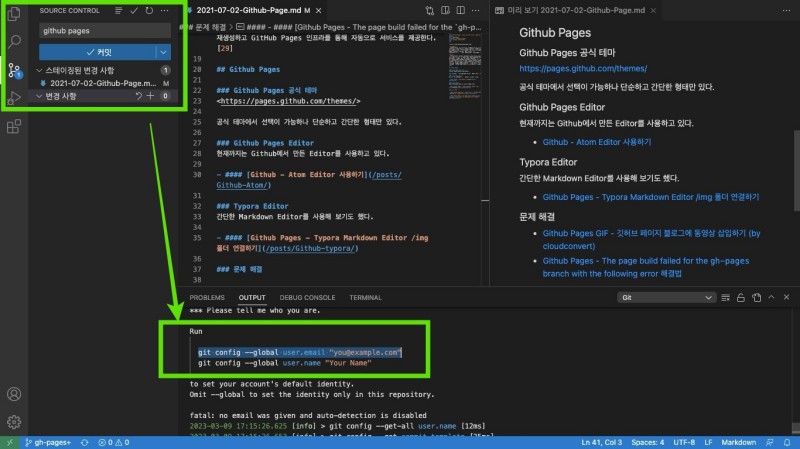 SOURCE CONTROL
github pages
커밋
스테이징된 변경 사항 1
2021-07-02-Github-Page.m... M
변경 사항 0
2021-07-02-Github-Page.md M
### 문제 해결 > #### - #### [Github Pages - The page build failed for the `gh-p
재생성하고 GitHub Pages 인프라를 통해 자동으로 서비스를 제공한다.
[29]
19
20 ## Github Pages
21
22 ### Github Pages 공식 테마
23 <https://pages.github.com/themes/>
24
25 공식 테마에서 선택이 가능하나 단순하고 간단한 형태만 있다.
26
27 ### Github Pages Editor
28 현재까지는 Github에서 만든 Editor를 사용하고 있다.
29
30 - #### [Github - Atom Editor 사용하기](/posts/
Github-Atom/)
31
32 ### Typora Editor
33 간단한 Markdown Editor를 사용해 보기도 했다.
34
35 - #### [Github Pages - Typora Markdown Editor /img
폴더 연결하기](/posts/Github-typora/)
36
37 ### 문제 해결
미리 보기 2021-07-02-Github-Page.md
Github Pages
Github Pages 공식 테마
https://pages.github.com/themes/
공식 테마에서 선택이 가능하나 단순하고 간단한 형태만 있다.
Github Pages Editor
현재까지는 Github에서 만든 Editor를 사용하고 있다.
• Github - Atom Editor 사용하기
Typora Editor
간단한 Markdown Editor를 사용해 보기도 했다.
• Github Pages - Typora Markdown Editor /img 폴더 연결하기
문제 해결
• Github Pages GIF - 깃허브 페이지 블로그에 동영상 삽입하기 (by
cloudconvert)
• Github Pages - The page build failed for the gh-pages
branch with the following error 해결법
PROBLEMS OUTPUT DEBUG CONSOLE TERMINAL
Git
*** Please tell me who you are.
Run
git config --global user.email "you@example.com"
git config --global user.name "Your Name"
to set your account's default identity.
Omit --global to set the identity only in this repository.
fatal: no email was given and auto-detection is disabled
2023-03-09 17:15:26.625 [info] > git config --get-all user.name [12ms]
gh-pages+ 0 0 Ln 41, Col 3 Spaces: 4 UTF-8 LF Markdown